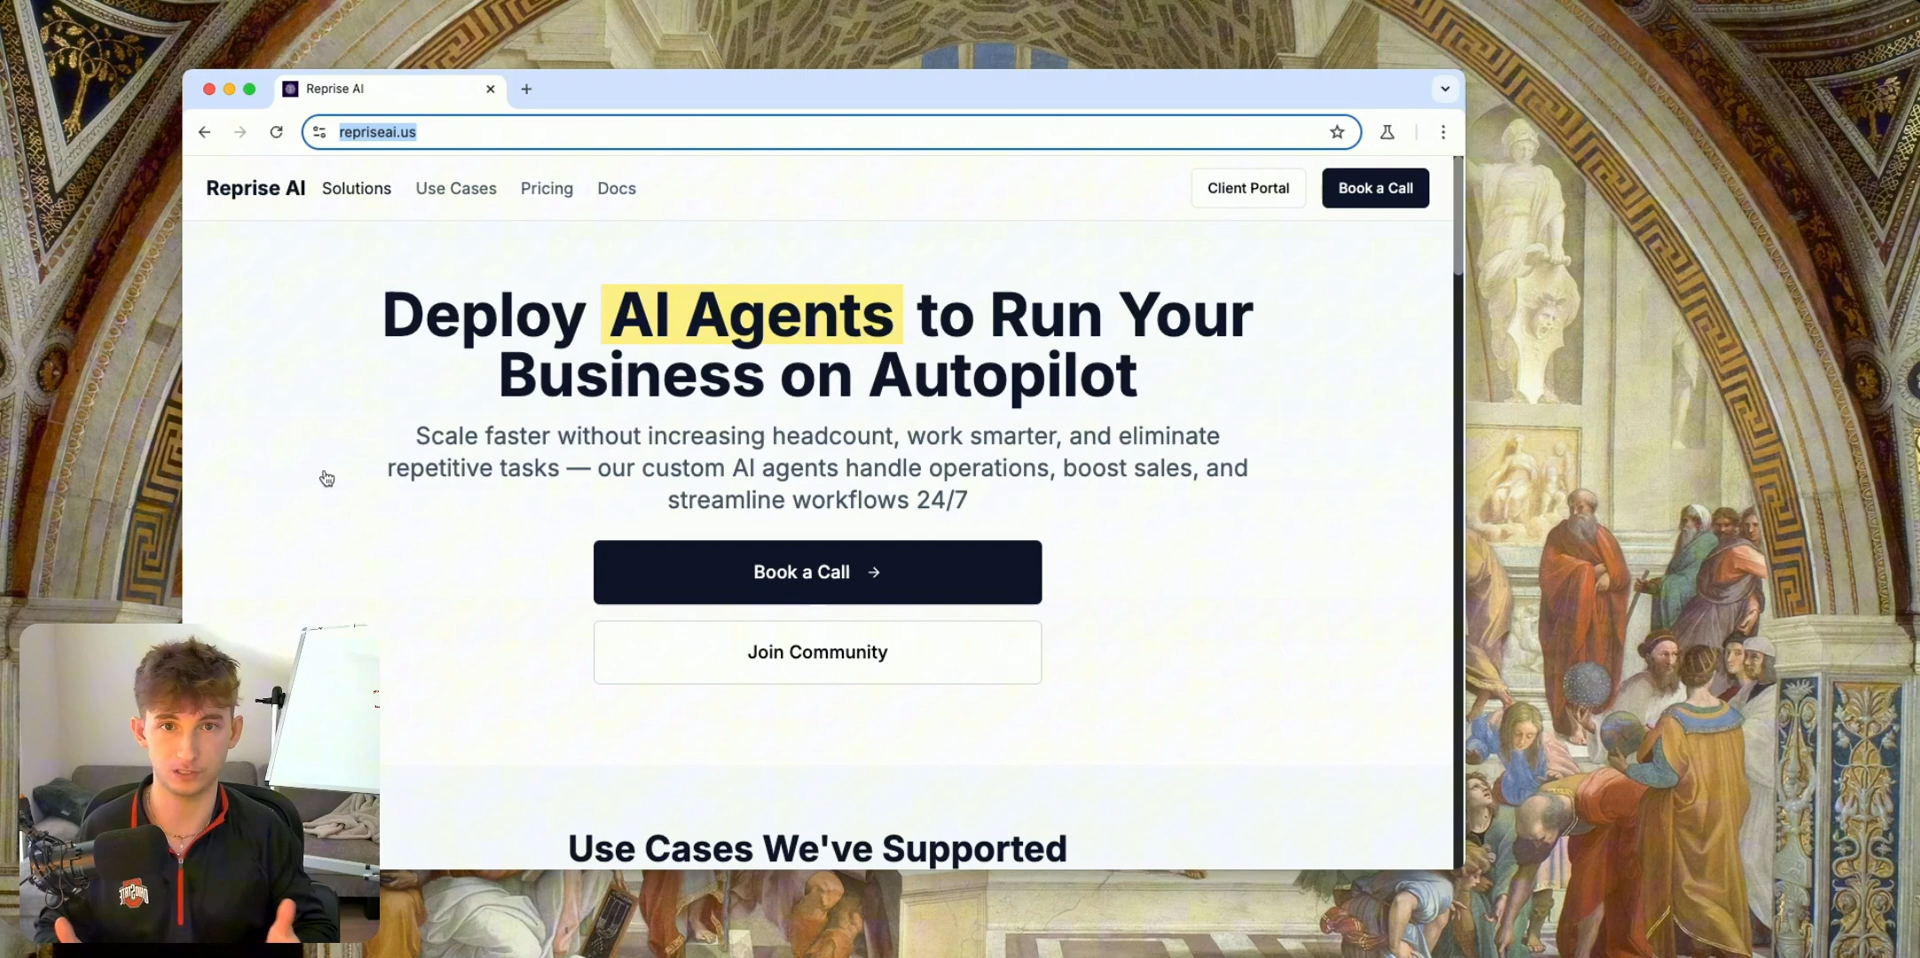 Reprise AI
repriseai.us
Reprise AI Solutions Use Cases Pricing Docs Client Portal Book a Call
Deploy AI Agents to Run Your
Business on Autopilot
Scale faster without increasing headcount, work smarter, and eliminate
repetitive tasks — our custom AI agents handle operations, boost sales, and
streamline workflows 24/7
Book a Call →
Join Community
Use Cases We've Supported